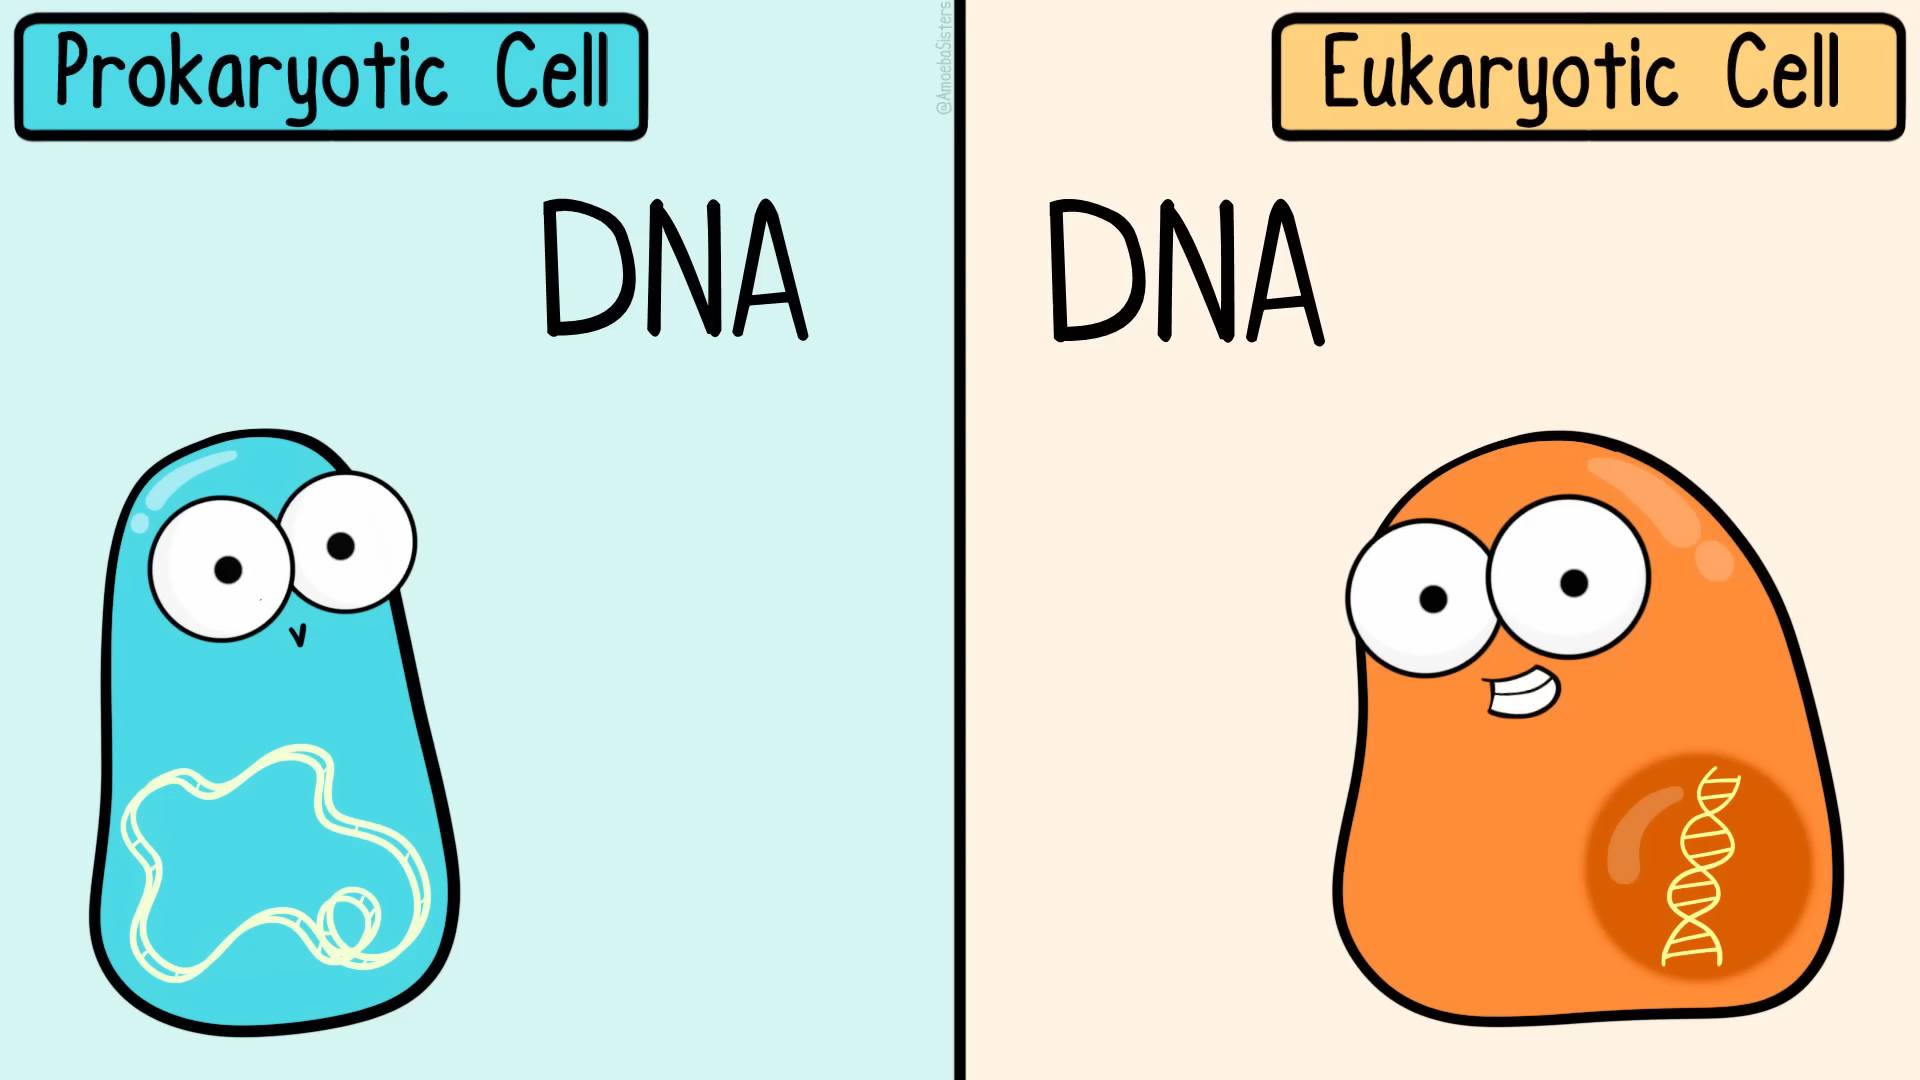 Prokaryotic Cell
DNA
@AmoebaSisters
Eukaryotic Cell
DNA